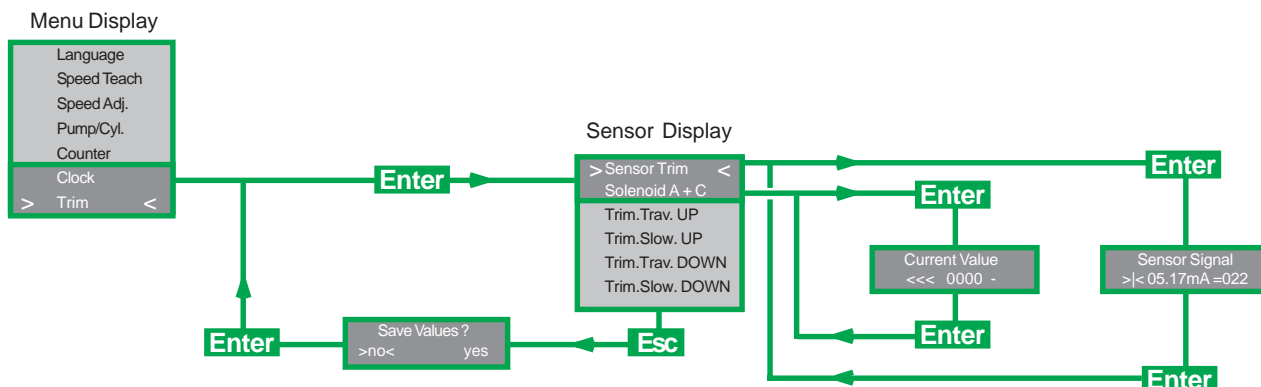 Menu Display
Language
Speed Teach
Speed Adj.
Pump/Cyl.
Counter
Clock
> Trim <
Enter
Sensor Display
>Sensor Trim <
Solenoid A + C
Trim.Trav. UP
Trim.Slow. UP
Trim.Trav. DOWN
Trim.Slow. DOWN
Enter
Current Value
<<< 0000 -
Enter
Enter
Sensor Signal
>|< 05.17mA =022
Enter
Esc
Save Values ?
>no< yes
Enter